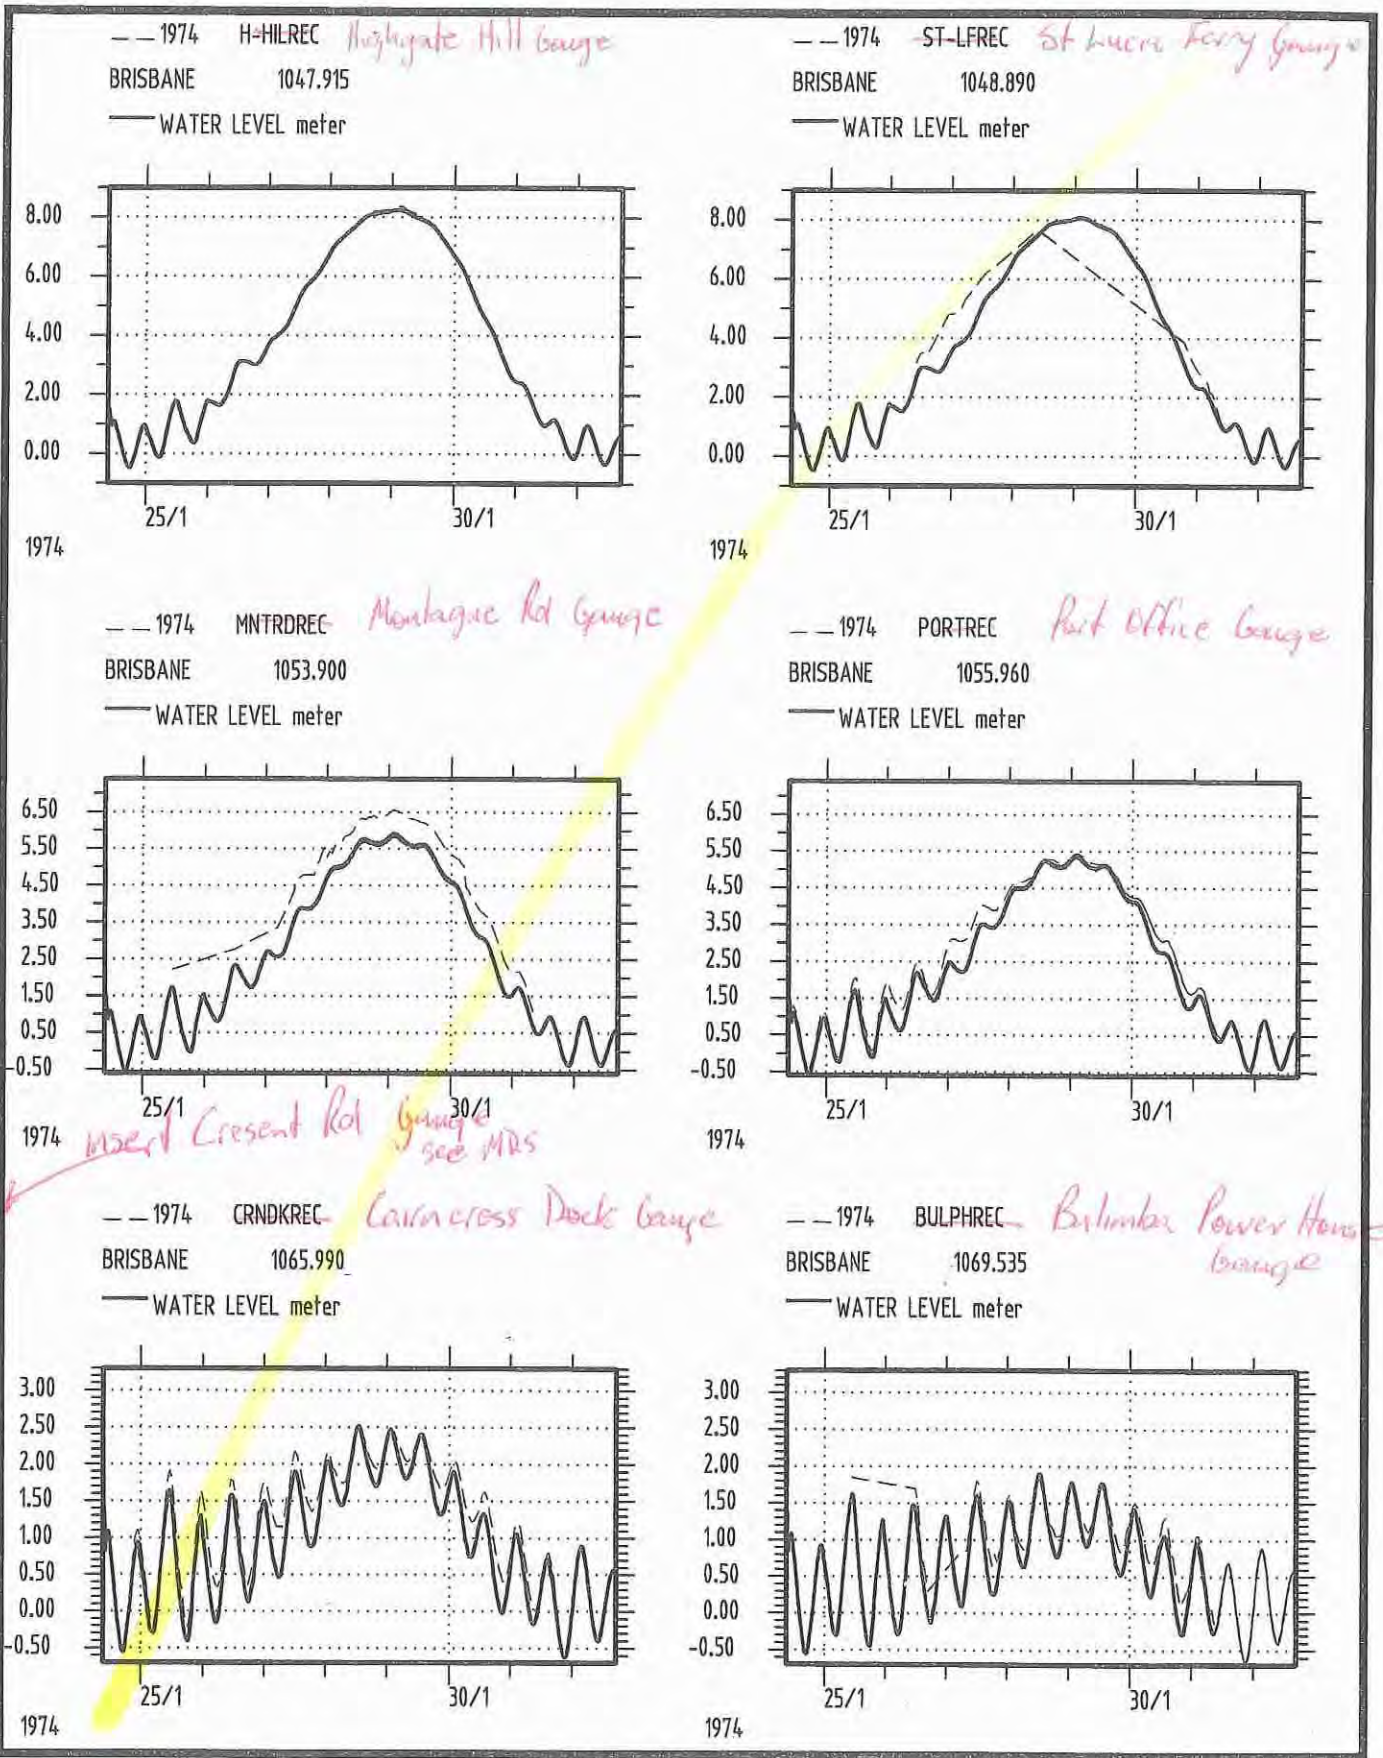 – – 1974 H-HILREC Highgate Hill Gauge
BRISBANE 1047.915
WATER LEVEL meter
8.00
6.00
4.00
2.00
0.00
25/1 30/1
1974
– – 1974 ST-LFREC St Lucia Ferry Gauge
BRISBANE 1048.890
WATER LEVEL meter
8.00
6.00
4.00
2.00
0.00
25/1 30/1
1974
– – 1974 MNTRDREC Montague Rd Gauge
BRISBANE 1053.900
WATER LEVEL meter
6.50
5.50
4.50
3.50
2.50
1.50
0.50
-0.50
25/1 30/1
1974
– – 1974 PORTREC Port Office Gauge
BRISBANE 1055.960
WATER LEVEL meter
6.50
5.50
4.50
3.50
2.50
1.50
0.50
-0.50
25/1 30/1
1974
insert Cresent Rd Gauge
see MRS
– – 1974 CRNDKREC Cairncross Dock Gauge
BRISBANE 1065.990
WATER LEVEL meter
3.00
2.50
2.00
1.50
1.00
0.50
0.00
-0.50
25/1 30/1
1974
– – 1974 BULPHREC Bulimba Power House
Gauge
BRISBANE 1069.535
WATER LEVEL meter
3.00
2.50
2.00
1.50
1.00
0.50
0.00
-0.50
25/1 30/1
1974